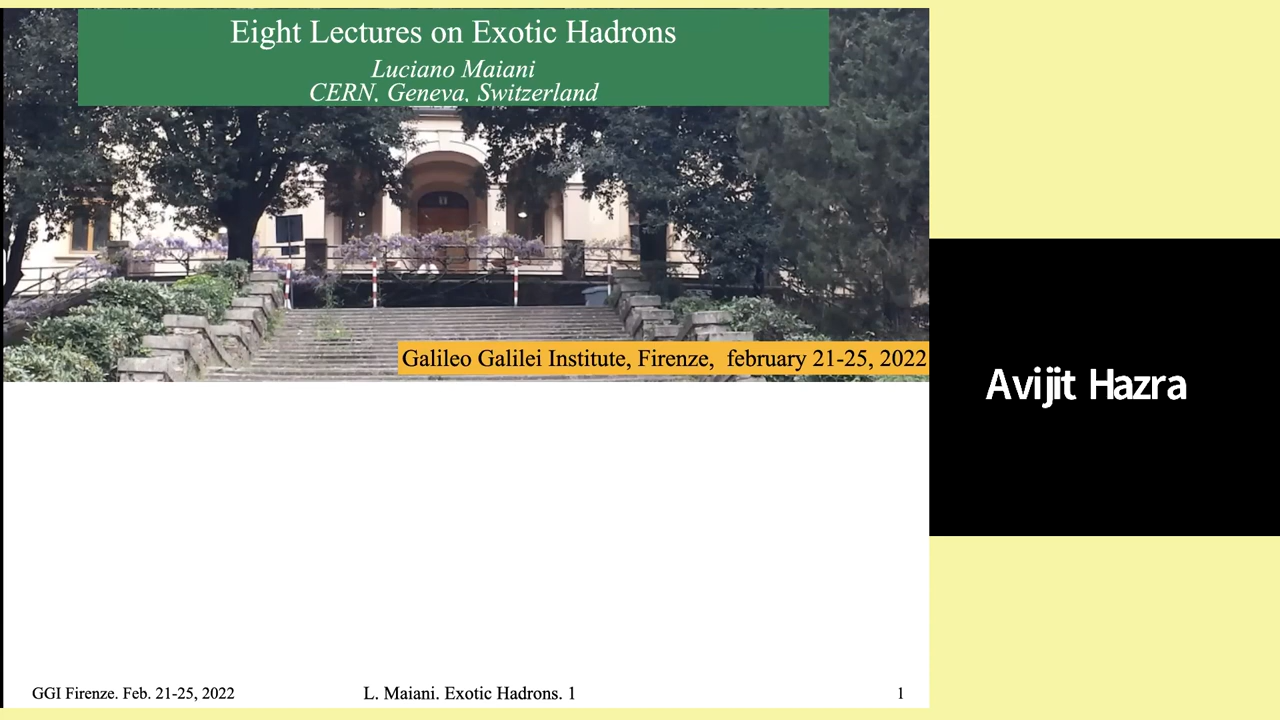 Eight Lectures on Exotic Hadrons
Luciano Maiani
CERN, Geneva, Switzerland
Galileo Galilei Institute, Firenze, february 21-25, 2022
Avijit Hazra
GGI Firenze. Feb. 21-25, 2022
L. Maiani. Exotic Hadrons. 1
1